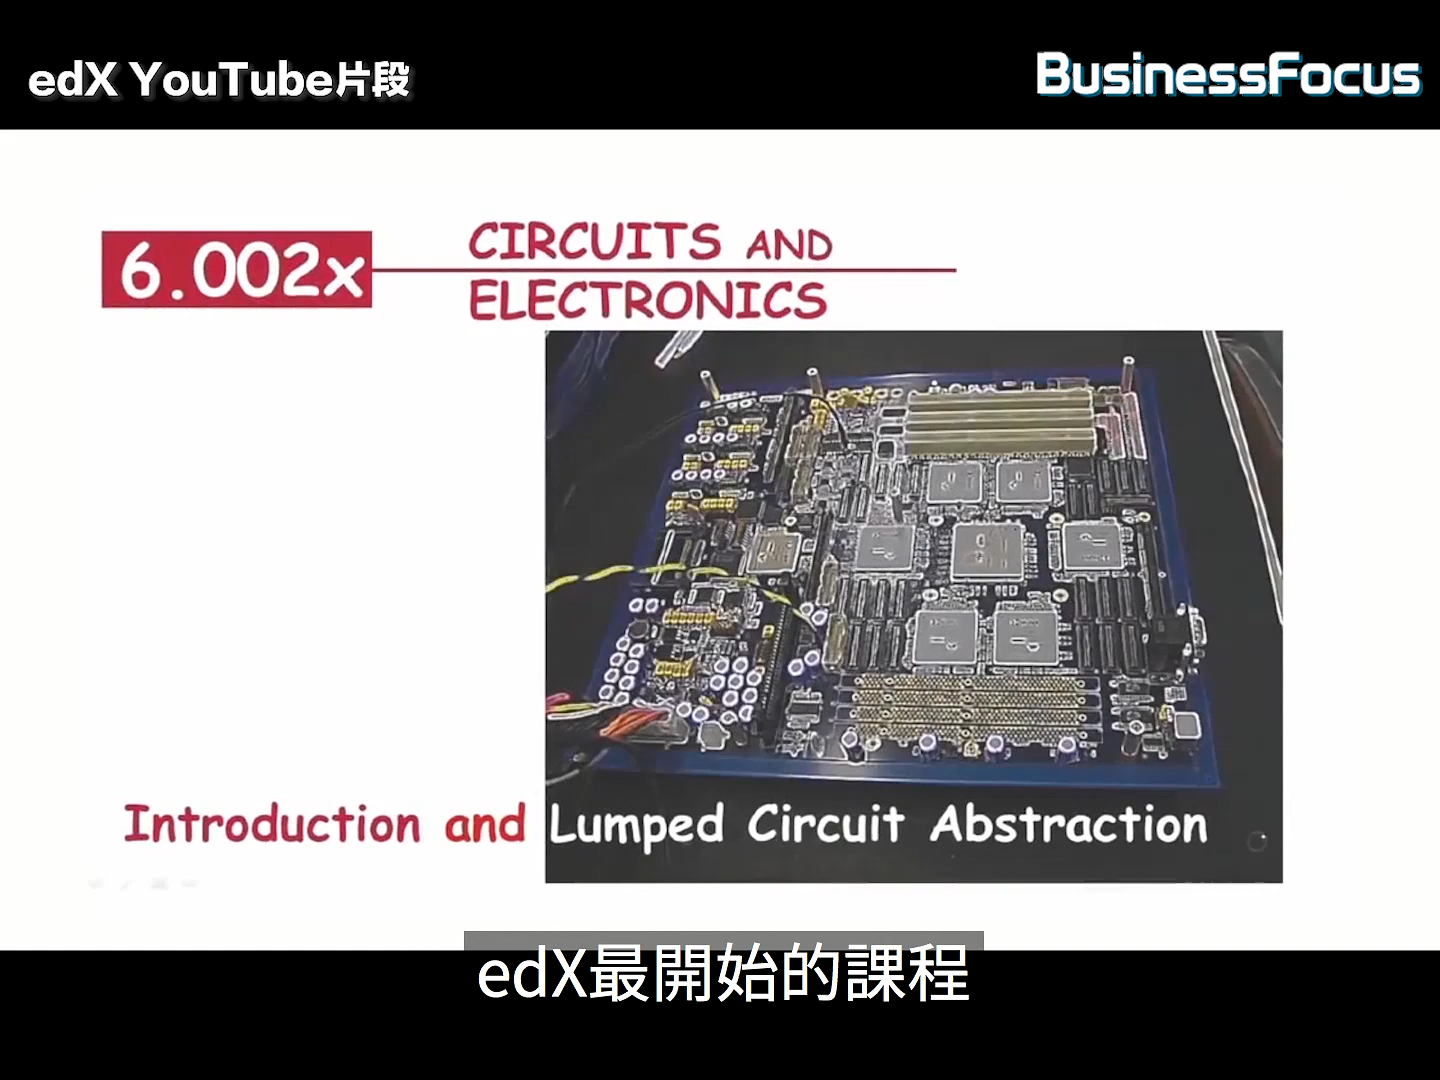 edX YouTube片段
BusinessFocus
6.002x
CIRCUITS AND
ELECTRONICS
Introduction and Lumped Circuit Abstraction
edX最開始的課程